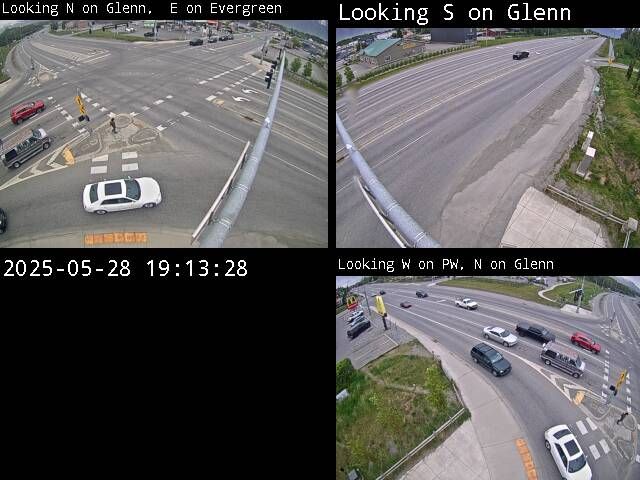 Looking N on Glenn,  E on Evergreen
Looking S on Glenn
2025-05-28 19:13:28
Looking W on PW, N on Glenn